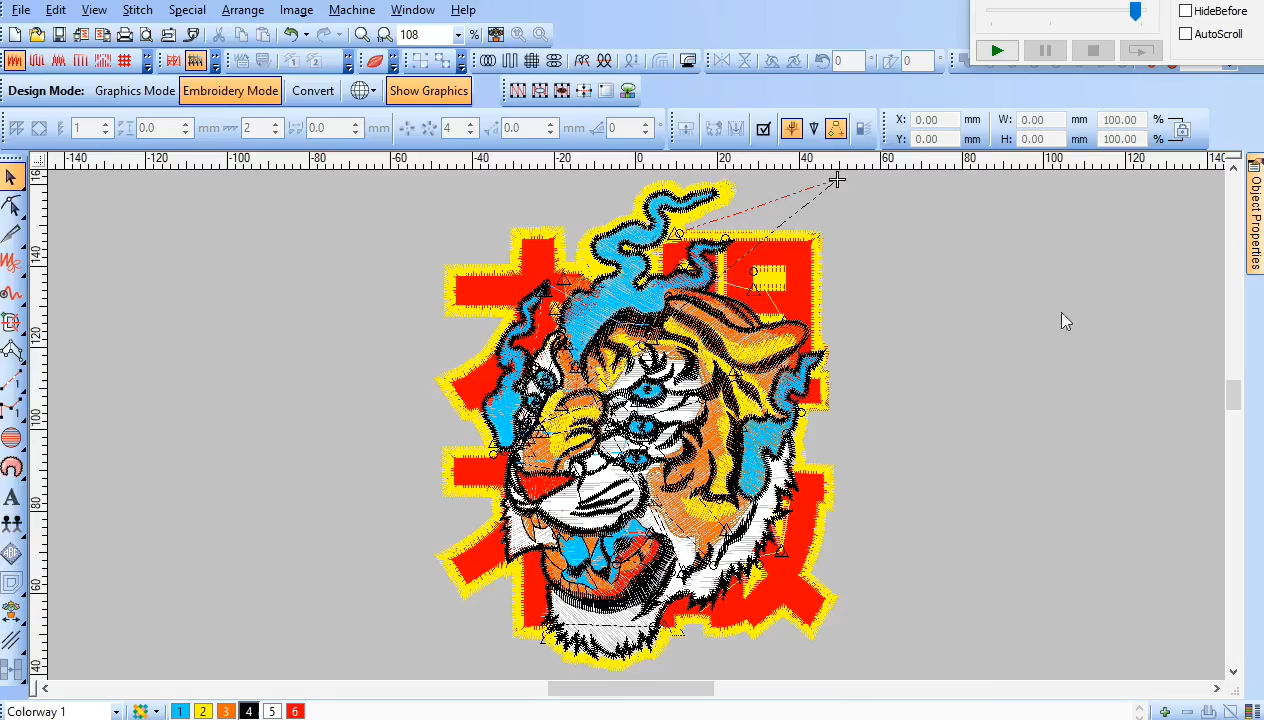 File Edit View Stitch Special Arrange Image Machine Window Help
HideBefore
AutoScroll
108 %
0 ° 0 °
Design Mode: Graphics Mode Embroidery Mode Convert Show Graphics
1 0.0 mm 2 0.0 mm 4 0.0 mm 0 °
X: 0.00 mm W: 0.00 mm 100.00 %
Y: 0.00 mm H: 0.00 mm 100.00 %
-140 -120 -100 -80 -60 -40 -20 0 20 40 60 80 100 120 140
140
120
100
80
60
40
Object Properties
Colorway 1 1 2 3 4 5 6